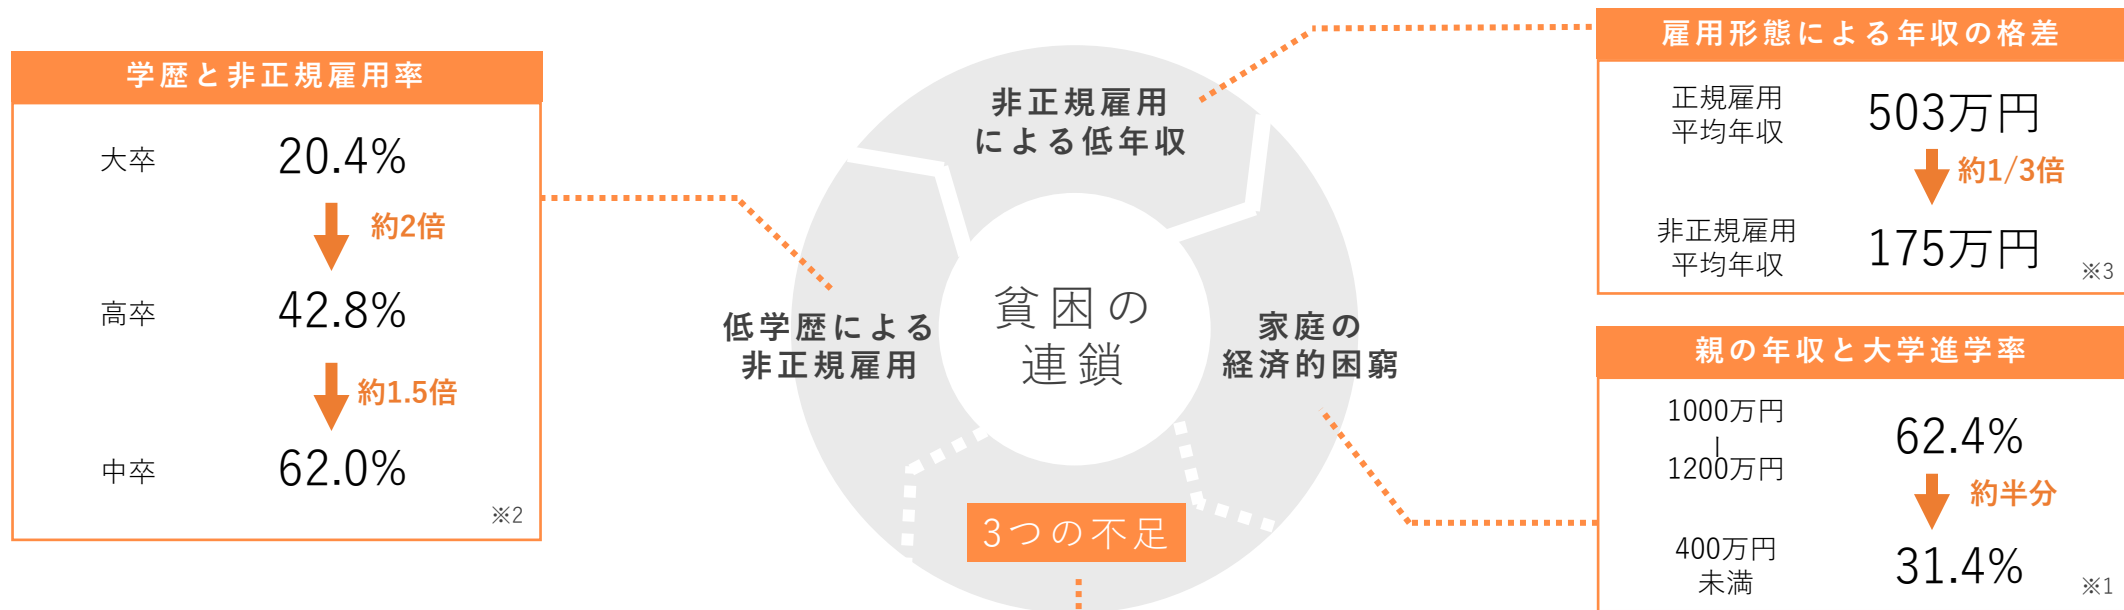 学歴と非正規雇用率
大卒 20.4%
約2倍
高卒 42.8%
約1.5倍
中卒 62.0%
※2
非正規雇用
による低年収
低学歴による
非正規雇用
貧困の
連鎖
家庭の
経済的困窮
3つの不足
雇用形態による年収の格差
正規雇用
平均年収
503万円
約1/3倍
非正規雇用
平均年収
175万円
※3
親の年収と大学進学率
1000万円
|
1200万円
62.4%
約半分
400万円
未満
31.4%
※1